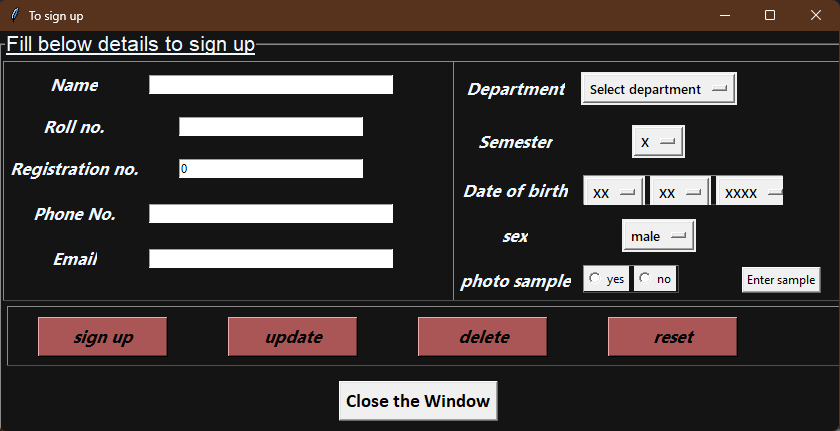 To sign up
Fill below details to sign up
Name
Roll no.
Registration no. 0
Phone No.
Email
Department Select department
Semester X
Date of birth xx xx xxxx
sex male
photo sample yes no Enter sample
sign up update delete reset
Close the Window